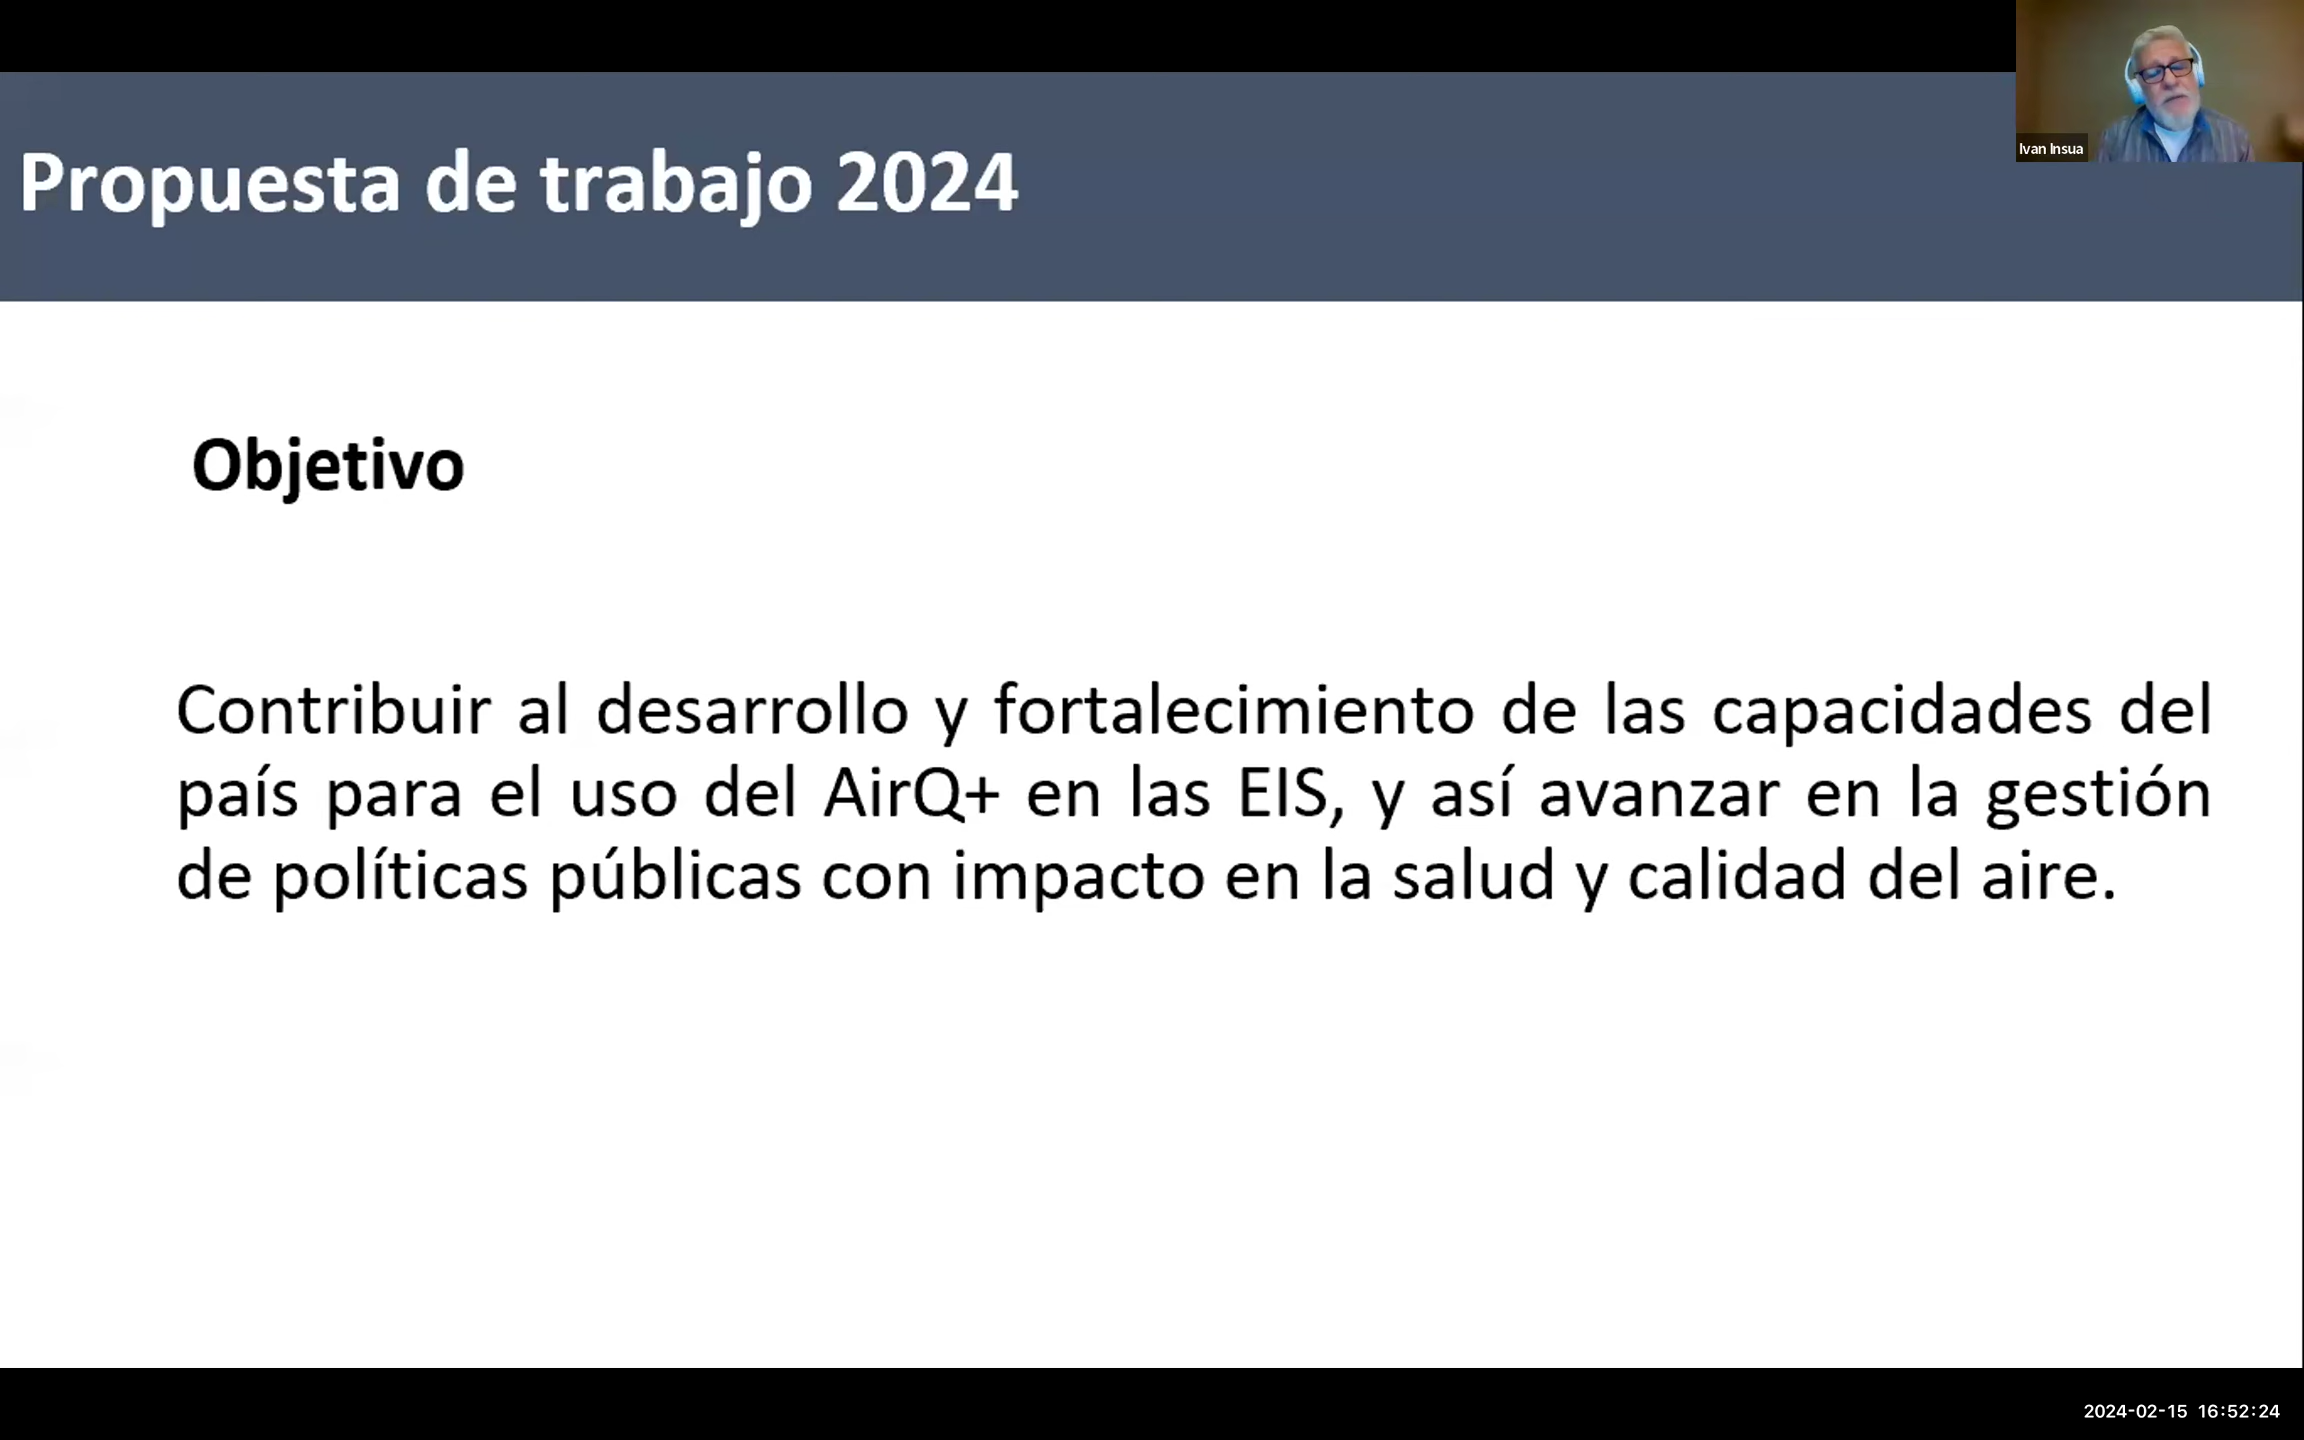 Propuesta de trabajo 2024
Ivan Insua
Objetivo
Contribuir al desarrollo y fortalecimiento de las capacidades del
país para el uso del AirQ+ en las EIS, y así avanzar en la gestión
de políticas públicas con impacto en la salud y calidad del aire.
2024-02-15 16:52:24